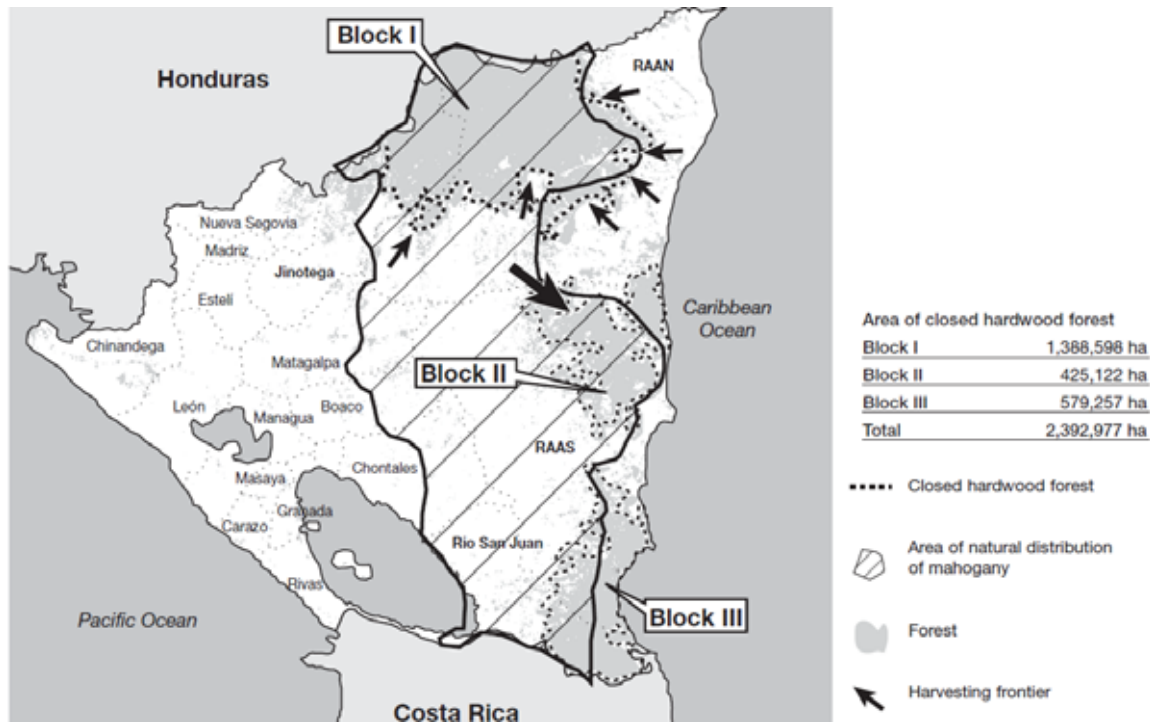 Block I
Honduras
RAAN
Nueva Segovia
Madriz
Jinotega
Estelí
Chinandega
Matagalpa
Block II
Caribbean
Ocean
León
Managua
Boaco
RAAS
Masaya
Chontales
Granada
Carazo
Río San Juan
Rivas
Pacific Ocean
Block III
Costa Rica
Area of closed hardwood forest
Block I 1,388,598 ha
Block II 425,122 ha
Block III 579,257 ha
Total 2,392,977 ha
Closed hardwood forest
Area of natural distribution
of mahogany
Forest
Harvesting frontier